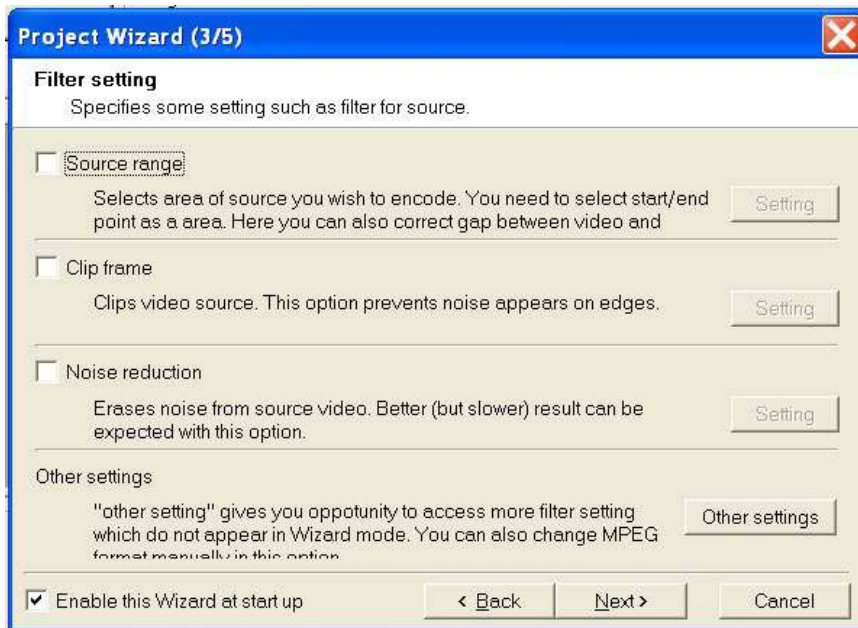 Project Wizard (3/5)
Filter setting
Specifies some setting such as filter for source.
Source range
Selects area of source you wish to encode. You need to select start/end
point as a area. Here you can also correct gap between video and
Setting
Clip frame
Clips video source. This option prevents noise appears on edges.
Setting
Noise reduction
Erases noise from source video. Better (but slower) result can be
expected with this option.
Setting
Other settings
"other setting" gives you oppotunity to access more filter setting
which do not appear in Wizard mode. You can also change MPEG
format manually in this option
Other settings
Enable this Wizard at start up
< Back
Next >
Cancel